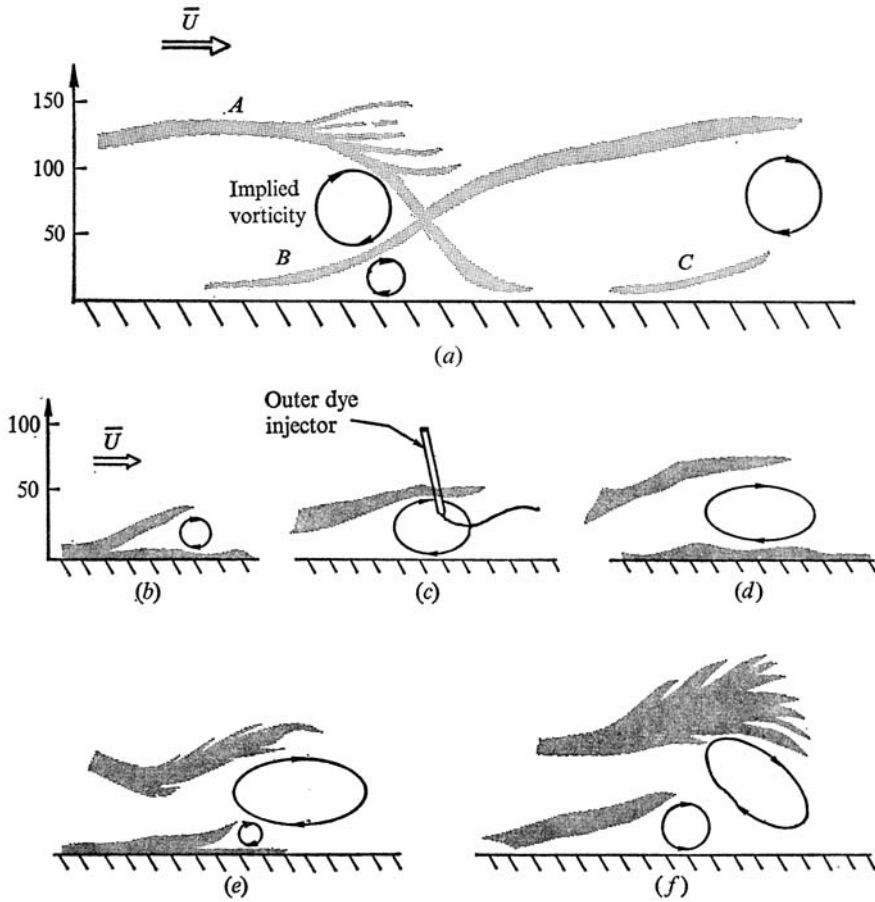 U̅
150
A
100
Implied
vorticity
50
B
C
(a)
100
U̅
Outer dye
injector
50
(b)
(c)
(d)
(e)
(f)